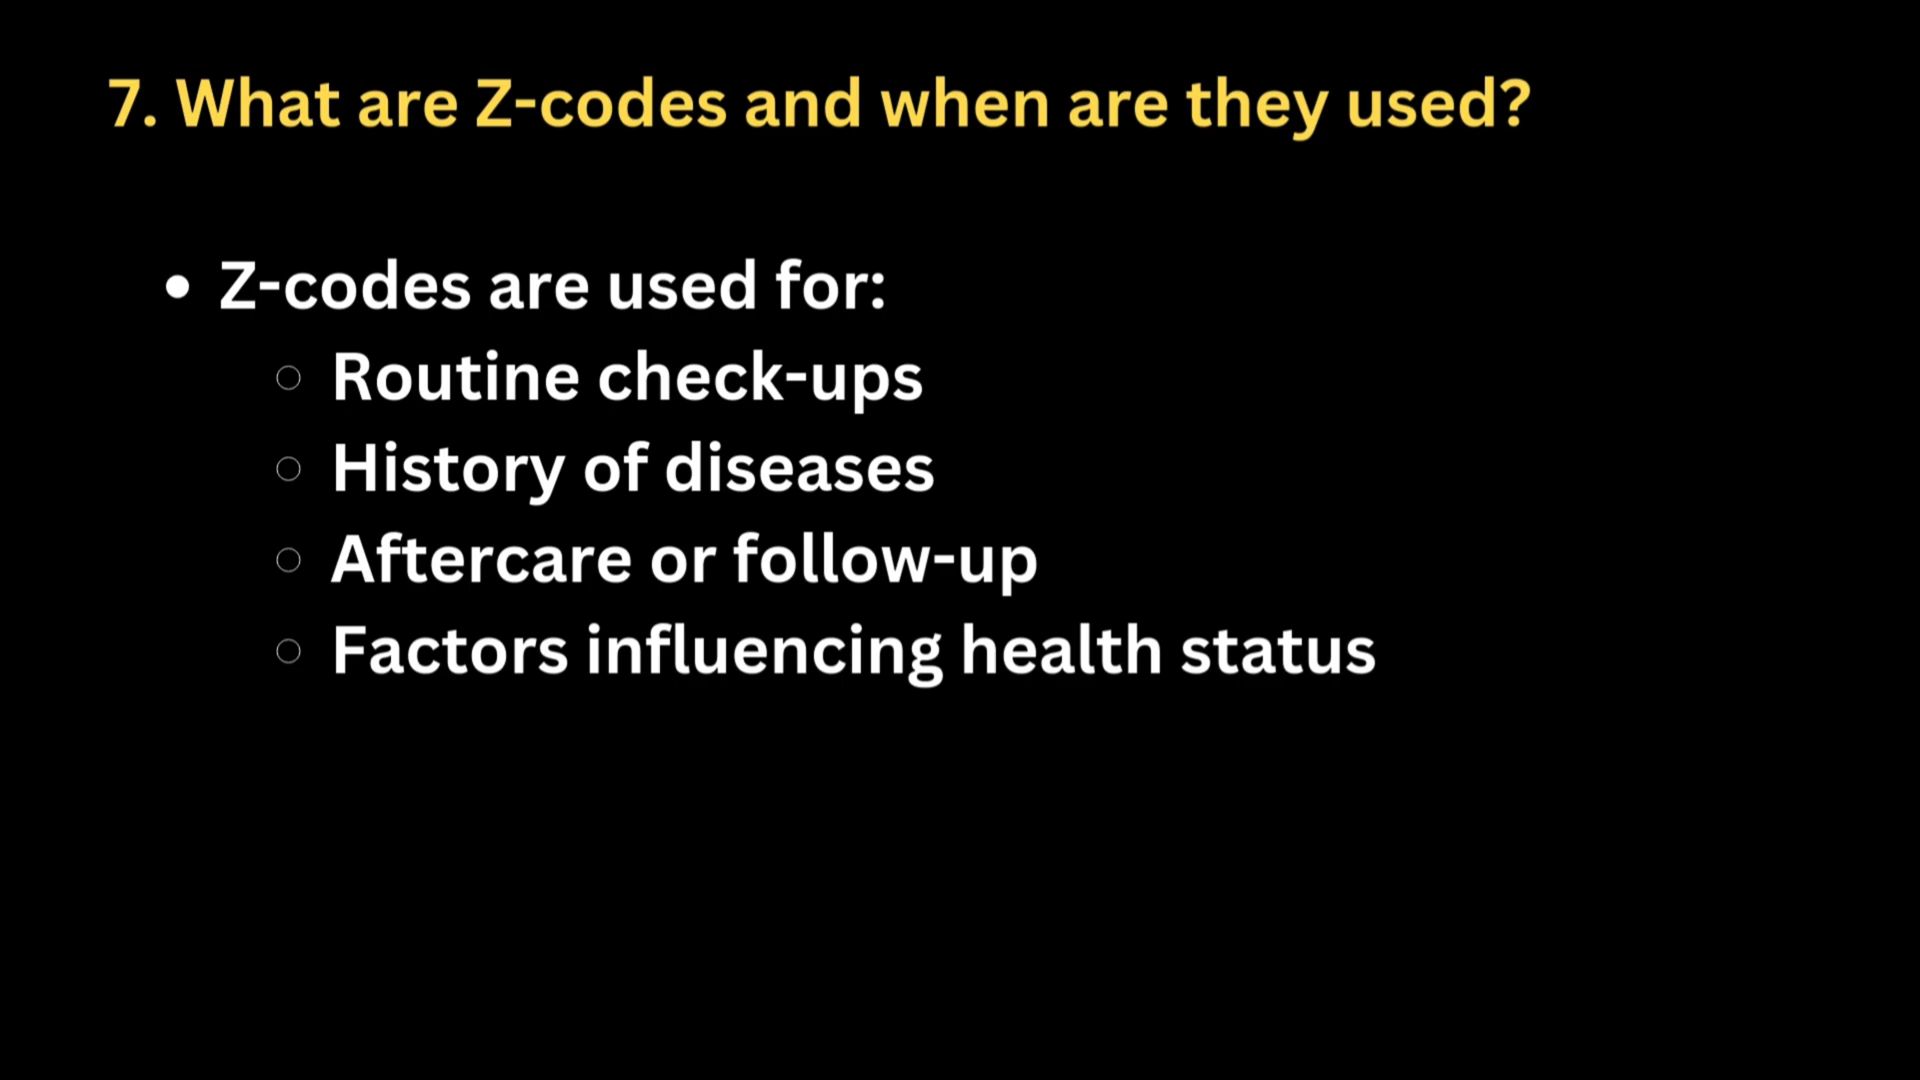 7. What are Z-codes and when are they used?
• Z-codes are used for:
○ Routine check-ups
○ History of diseases
○ Aftercare or follow-up
○ Factors influencing health status